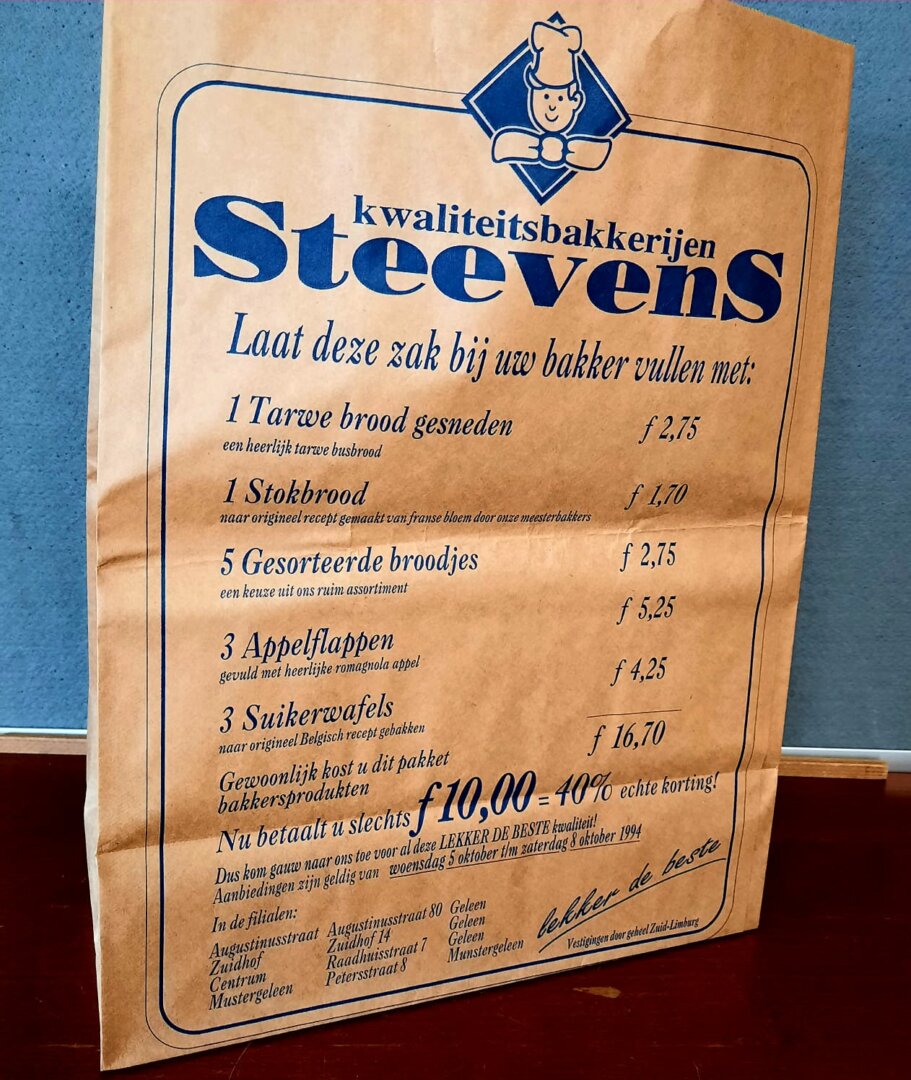 kwaliteitsbakkerijen
Steevens
Laat deze zak bij uw bakker vullen met:
1 Tarwe brood gesneden f 2,75
een heerlijk tarwe busbrood
1 Stokbrood f 1,70
naar origineel recept gemaakt van franse bloem door onze meesterbakkers
5 Gesorteerde broodjes f 2,75
een keuze uit ons ruim assortiment
f 5,25
3 Appelflappen
gevuld met heerlijke romagnola appel
f 4,25
3 Suikerwafels
naar origineel Belgisch recept gebakken
f 16,70
Gewoonlijk kost u dit pakket
bakkersprodukten
Nu betaalt u slechts f 10,00 = 40% echte korting!
Dus kom gauw naar ons toe voor al deze LEKKER DE BESTE kwaliteit!
Aanbiedingen zijn geldig van woensdag 5 oktober t/m zaterdag 8 oktober 1994
In de filialen:
Augustinusstraat Augustinusstraat 80 Geleen
Zuidhof Zuidhof 14 Geleen
Centrum Raadhuisstraat 7 Geleen
Mustergeleen Petersstraat 8 Munstergeleen
lekker de beste
Vestigingen door geheel Zuid-Limburg